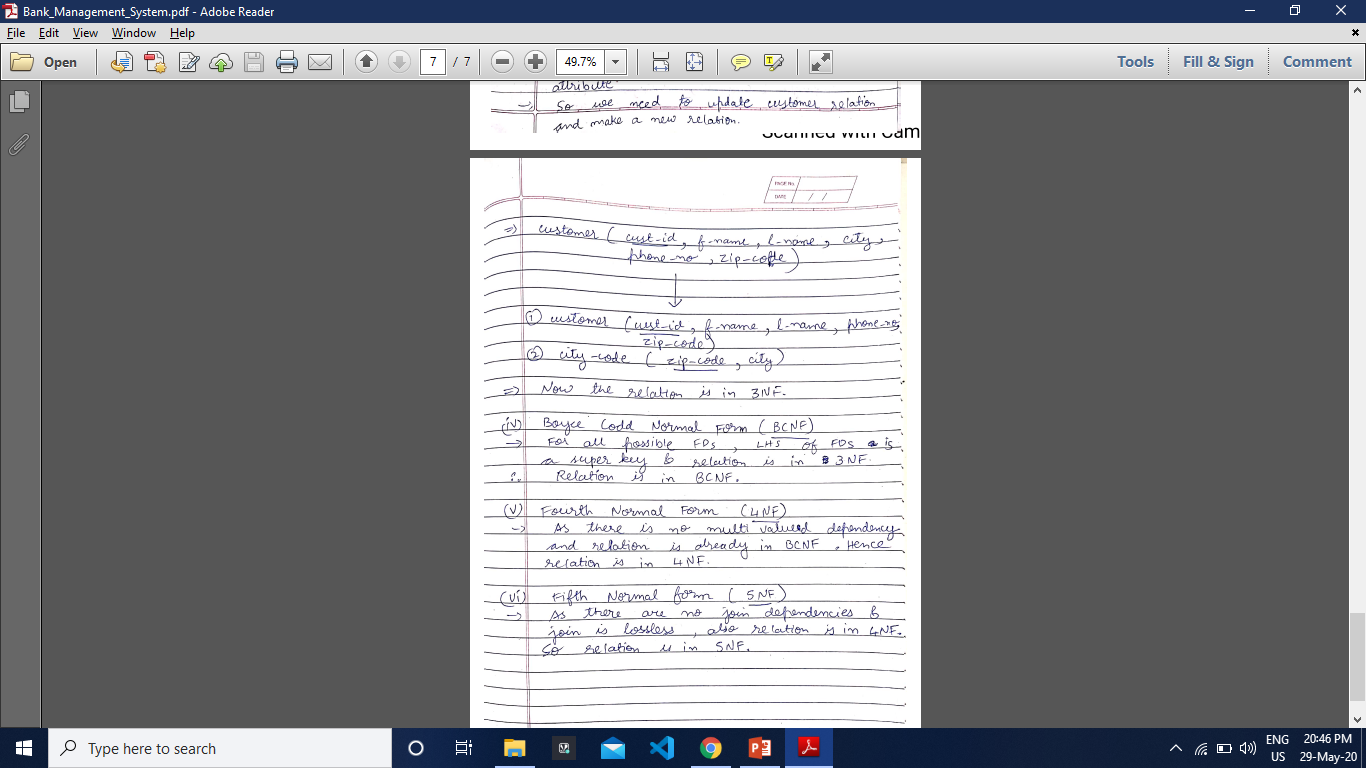 Bank_Management_System.pdf - Adobe Reader
File Edit View Window Help
Open 7 / 7 49.7% Tools Fill & Sign Comment
attribute.
→ So we need to update customer relation
and make a new relation.
Scanned with Cam
PAGE No.
DATE / /
⇒ customer ( cust-id, f-name, l-name, city,
phone-no, zip-code)
↓
① customer (cust-id, f-name, l-name, phone-no,
zip-code)
② city-code ( zip-code, city)
⇒ Now the relation is in 3NF.
(iv) Boyce Codd Normal Form (BCNF)
→ For all possible FDs, LHS of FDs is
a super key & relation is in 3NF.
∴ Relation is in BCNF.
(v) Fourth Normal Form (4NF)
→ As there is no multi valued dependency
and relation is already in BCNF. Hence
relation is in 4NF.
(vi) Fifth Normal form ( 5NF)
→ As there are no join dependencies &
join is lossless, also relation is in 4NF.
So relation is in 5NF.
Type here to search
ENG 20:46 PM
US 29-May-20